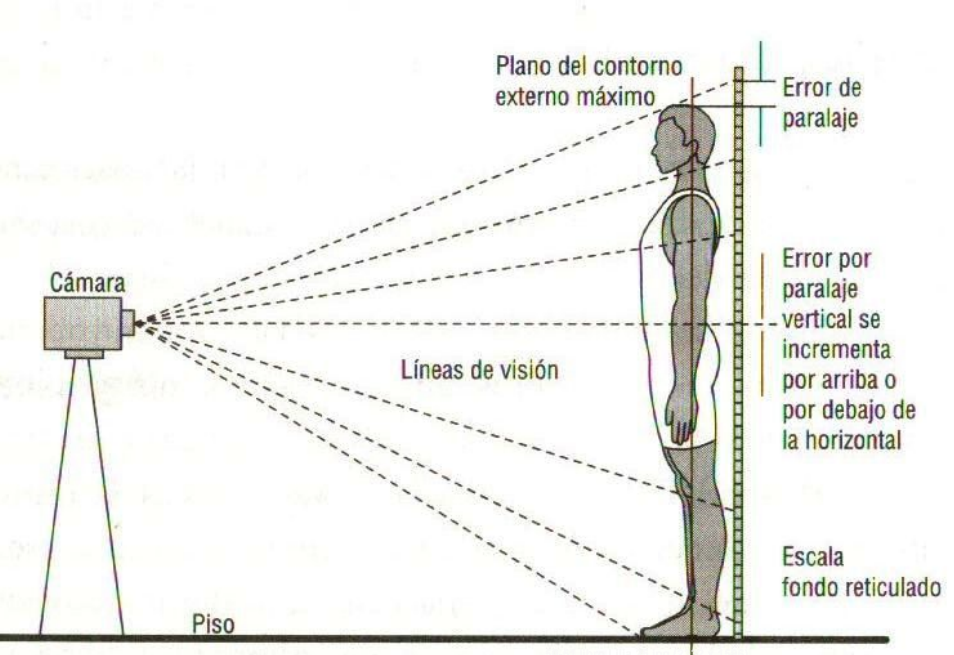 Plano del contorno
externo máximo
Error de
paralaje
Cámara
Error por
paralaje
vertical se
incrementa
por arriba o
por debajo de
la horizontal
Líneas de visión
Escala
fondo reticulado
Piso